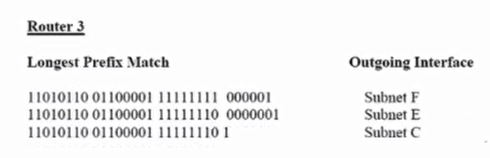 Router 3
Longest Prefix Match Outgoing Interface
11010110 01100001 11111111 000001 Subnet F
11010110 01100001 11111110 0000001 Subnet E
11010110 01100001 11111110 1 Subnet C